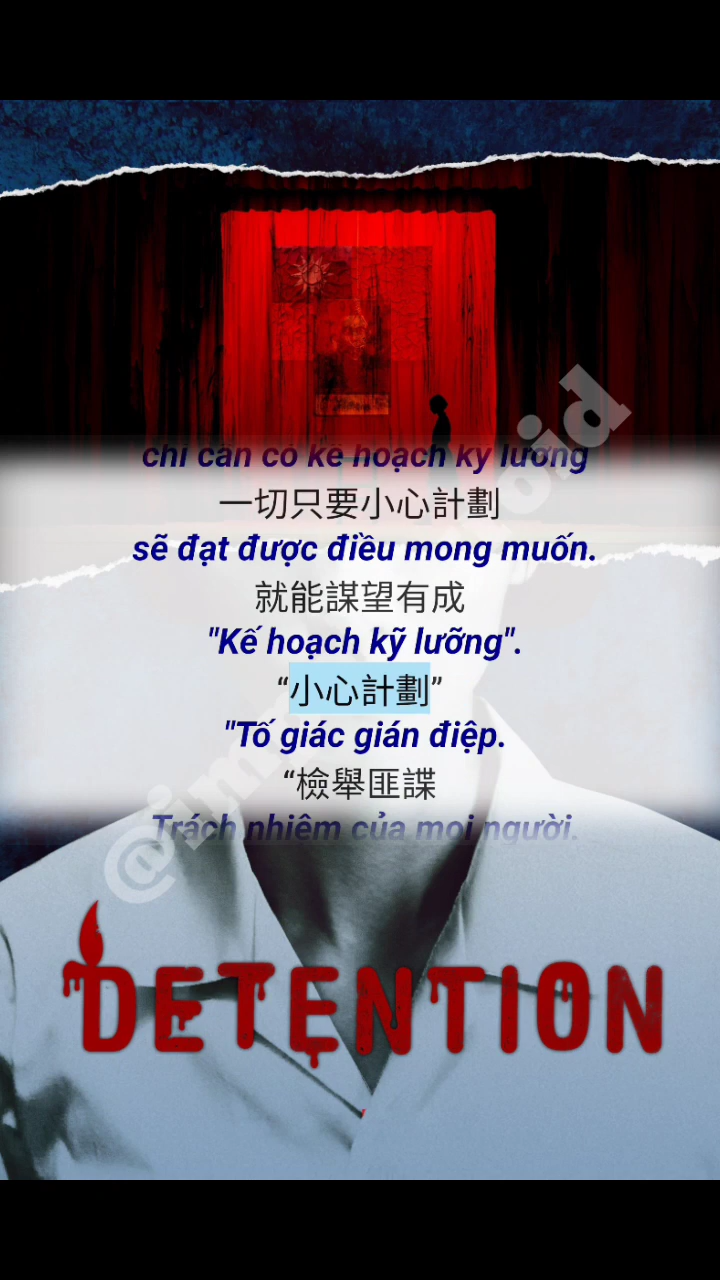 chỉ cần có kế hoạch kỹ lưỡng
一切只要小心計劃
sẽ đạt được điều mong muốn.
就能謀望有成
"Kế hoạch kỹ lưỡng".
“小心計劃”
"Tố giác gián điệp.
“檢舉匪諜
Trách nhiệm của mọi người.
DETENTION